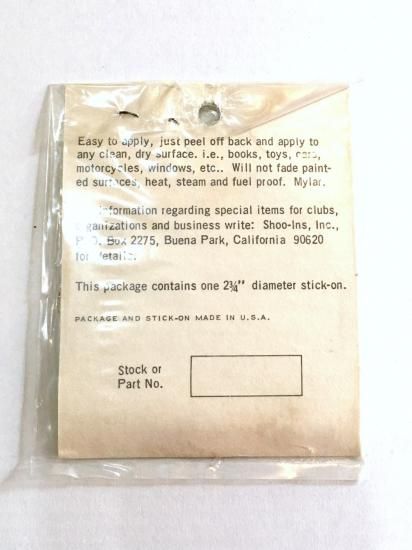 Easy to apply, just peel off back and apply to
any clean, dry surface. i.e., books, toys, cars,
motorcycles, windows, etc.. Will not fade paint-
ed surfaces, heat, steam and fuel proof. Mylar.
information regarding special items for clubs,
organizations and business write: Shoo-Ins, Inc.,
P.O. Box 2275, Buena Park, California 90620
for details.
This package contains one 2¾" diameter stick-on.
PACKAGE AND STICK-ON MADE IN U.S.A.
Stock or
Part No.